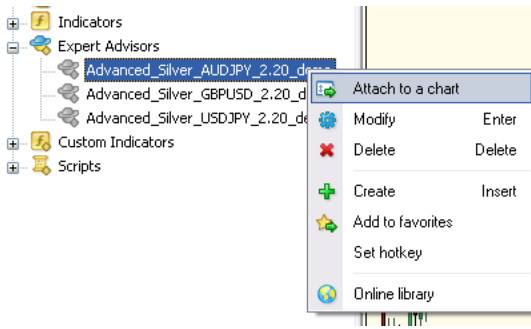 Indicators
Expert Advisors
Advanced_Silver_AUDJPY_2.20_demo
Advanced_Silver_GBPUSD_2.20_d
Advanced_Silver_USDJPY_2.20_de
Custom Indicators
Scripts
Attach to a chart
Modify Enter
Delete Delete
Create Insert
Add to favorites
Set hotkey
Online library